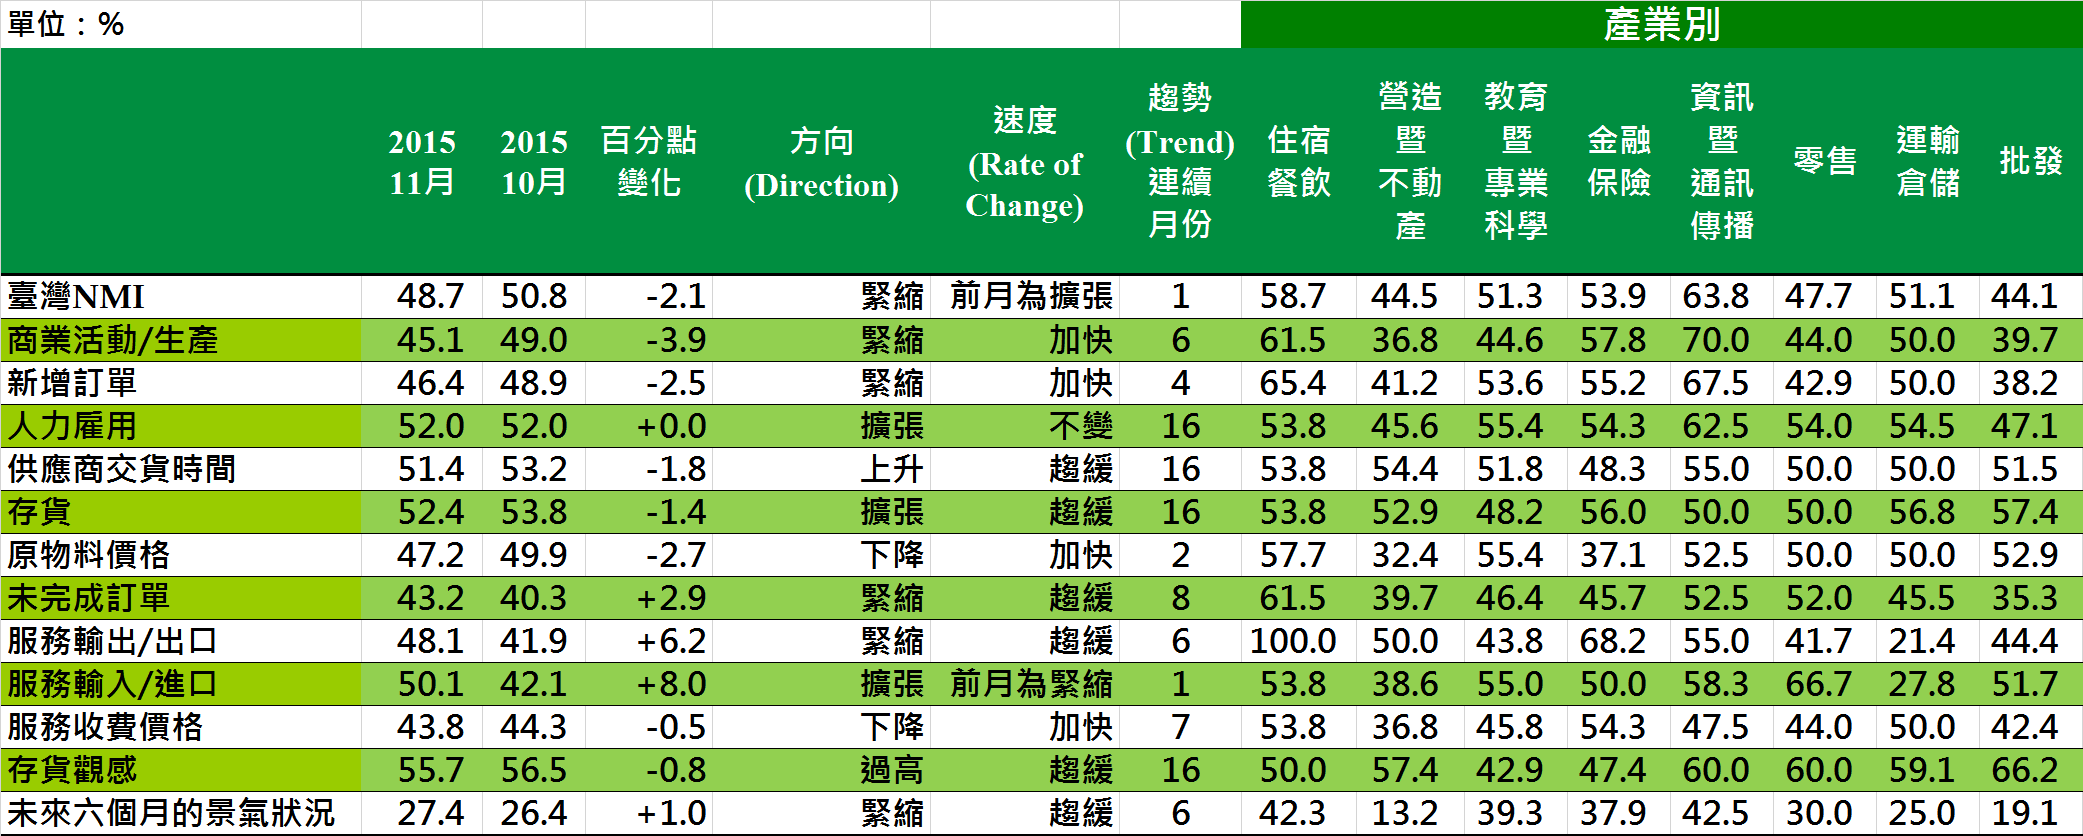 單位：% 產業別
2015 11月 2015 10月 百分點變化 方向 (Direction) 速度 (Rate of Change) 趨勢 (Trend) 連續月份 住宿餐飲 營造暨不動產 教育暨專業科學 金融保險 資訊暨通訊傳播 零售 運輸倉儲 批發
臺灣NMI 48.7 50.8 -2.1 緊縮 前月為擴張 1 58.7 44.5 51.3 53.9 63.8 47.7 51.1 44.1
商業活動/生產 45.1 49.0 -3.9 緊縮 加快 6 61.5 36.8 44.6 57.8 70.0 44.0 50.0 39.7
新增訂單 46.4 48.9 -2.5 緊縮 加快 4 65.4 41.2 53.6 55.2 67.5 42.9 50.0 38.2
人力雇用 52.0 52.0 +0.0 擴張 不變 16 53.8 45.6 55.4 54.3 62.5 54.0 54.5 47.1
供應商交貨時間 51.4 53.2 -1.8 上升 趨緩 16 53.8 54.4 51.8 48.3 55.0 50.0 50.0 51.5
存貨 52.4 53.8 -1.4 擴張 趨緩 16 53.8 52.9 48.2 56.0 50.0 50.0 56.8 57.4
原物料價格 47.2 49.9 -2.7 下降 加快 2 57.7 32.4 55.4 37.1 52.5 50.0 50.0 52.9
未完成訂單 43.2 40.3 +2.9 緊縮 趨緩 8 61.5 39.7 46.4 45.7 52.5 52.0 45.5 35.3
服務輸出/出口 48.1 41.9 +6.2 緊縮 趨緩 6 100.0 50.0 43.8 68.2 55.0 41.7 21.4 44.4
服務輸入/進口 50.1 42.1 +8.0 擴張 前月為緊縮 1 53.8 38.6 55.0 50.0 58.3 66.7 27.8 51.7
服務收費價格 43.8 44.3 -0.5 下降 加快 7 53.8 36.8 45.8 54.3 47.5 44.0 50.0 42.4
存貨觀感 55.7 56.5 -0.8 過高 趨緩 16 50.0 57.4 42.9 47.4 60.0 60.0 59.1 66.2
未來六個月的景氣狀況 27.4 26.4 +1.0 緊縮 趨緩 6 42.3 13.2 39.3 37.9 42.5 30.0 25.0 19.1